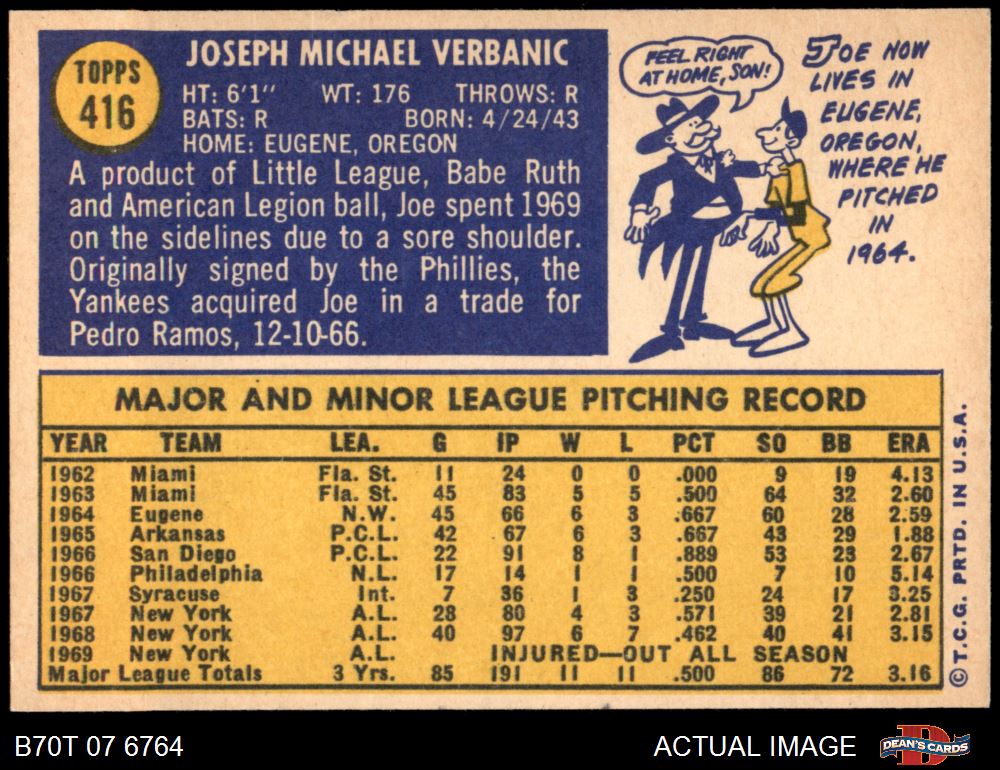 TOPPS
416
JOSEPH MICHAEL VERBANIC
HT: 6'1" WT: 176 THROWS: R
BATS: R BORN: 4/24/43
HOME: EUGENE, OREGON
A product of Little League, Babe Ruth
and American Legion ball, Joe spent 1969
on the sidelines due to a sore shoulder.
Originally signed by the Phillies, the
Yankees acquired Joe in a trade for
Pedro Ramos, 12-10-66.
FEEL RIGHT
AT HOME, SON!
JOE NOW
LIVES IN
EUGENE,
OREGON,
WHERE HE
PITCHED
IN
1964.
MAJOR AND MINOR LEAGUE PITCHING RECORD
YEAR TEAM LEA. G IP W L PCT SO BB ERA
1962 Miami Fla. St. 11 24 0 0 .000 9 19 4.13
1963 Miami Fla. St. 45 83 5 5 .500 64 32 2.60
1964 Eugene N.W. 45 66 6 3 .667 60 28 2.59
1965 Arkansas P.C.L. 42 67 6 3 .667 43 29 1.88
1966 San Diego P.C.L. 22 91 8 1 .889 53 23 2.67
1966 Philadelphia N.L. 17 14 1 1 .500 7 10 5.14
1967 Syracuse Int. 7 36 1 3 .250 24 17 3.25
1967 New York A.L. 28 80 4 3 .571 39 21 2.81
1968 New York A.L. 40 97 6 7 .462 40 41 3.15
1969 New York A.L. INJURED—OUT ALL SEASON
Major League Totals 3 Yrs. 85 191 11 11 .500 86 72 3.16
©T.C.G. PRTD. IN U.S.A.
B70T 07 6764
ACTUAL IMAGE
DEAN'S CARDS